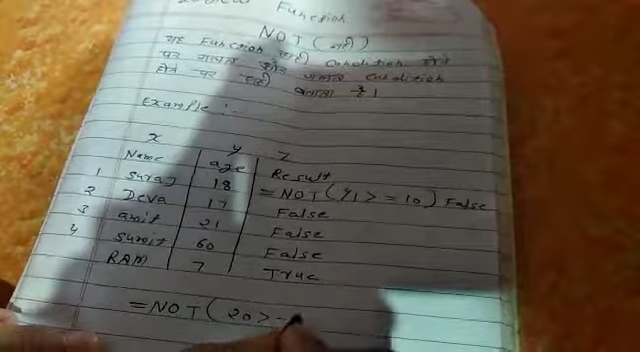 Logical Function
NOT ( नही )
यह Function सही Condition होने
पर गलत और गलत Condition
होने पर सही बताता है।
Example :-
x y z
Name age Result
1 Suraj 18 =NOT(Y1>=10) False
2 Deva 17 False
3 amit 21 False
4 Sumit 60 False
RAM 7 True
=NOT( 20>=